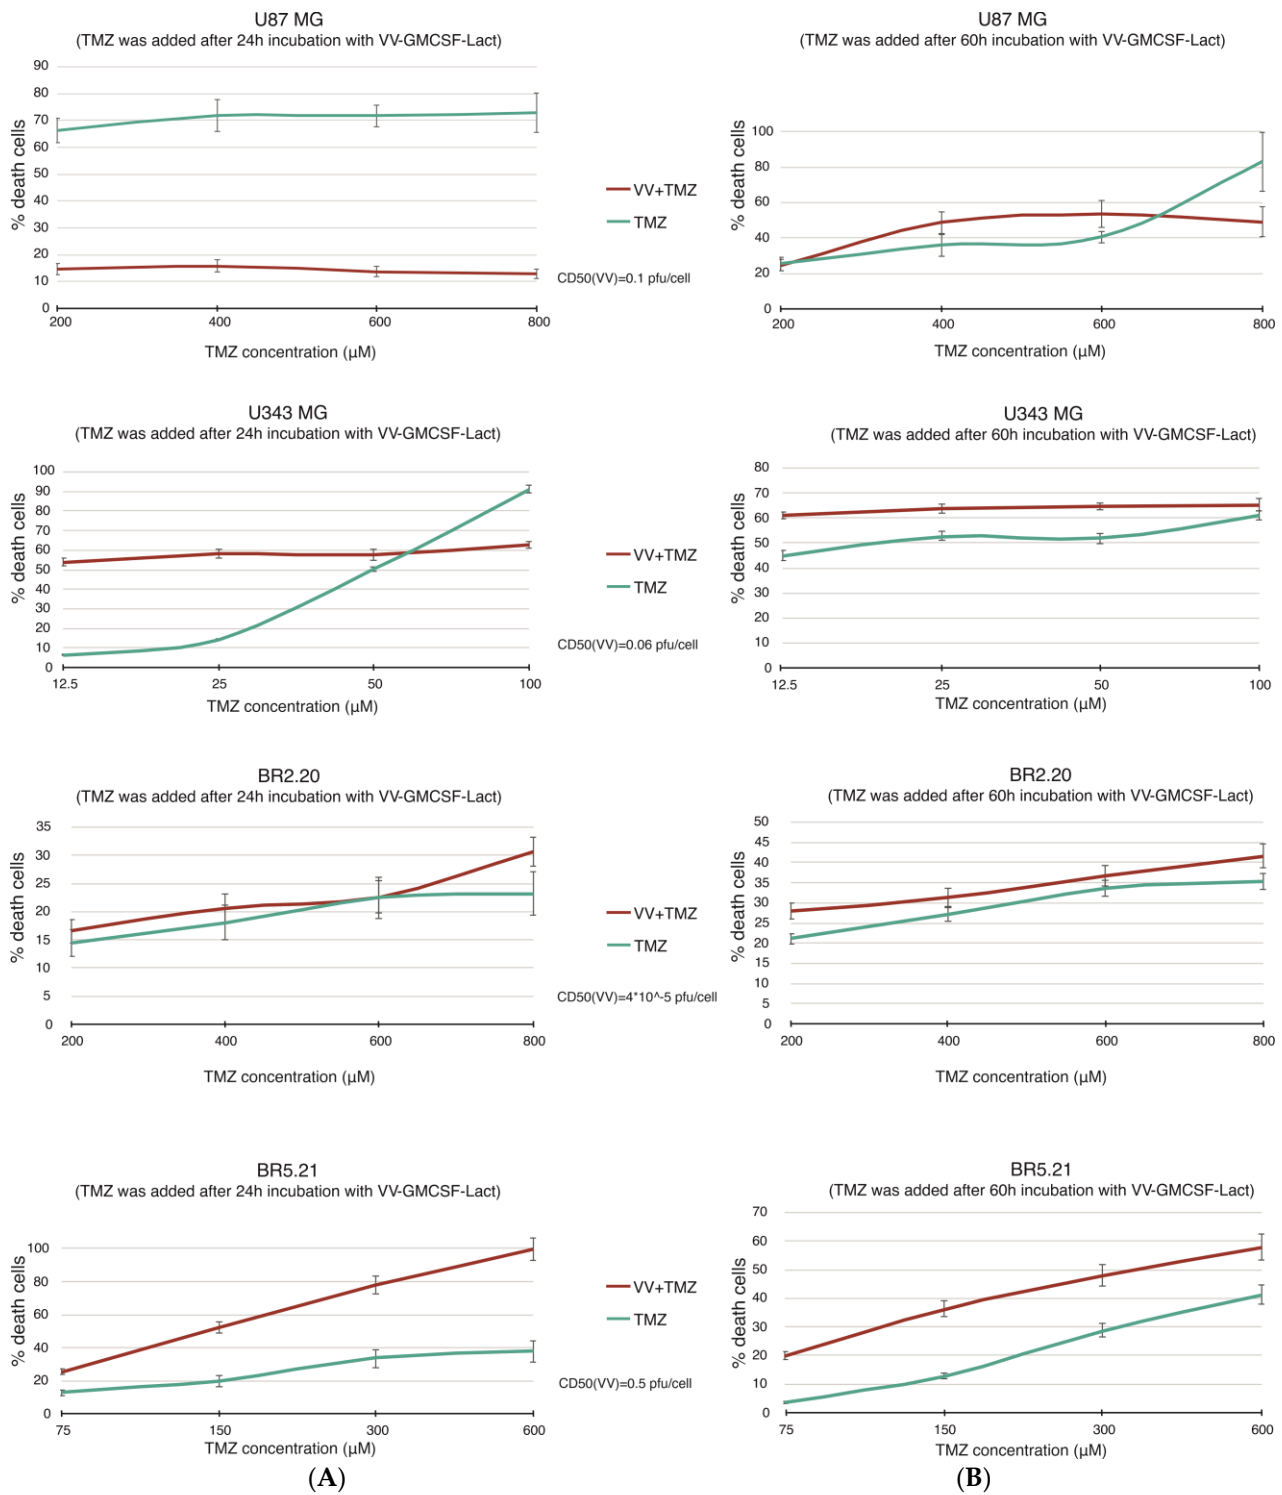 U87 MG
(TMZ was added after 24h incubation with VV-GMCSF-Lact)
90
80
70
60
50
40
30
20
10
0
% death cells
200
400
600
800
TMZ concentration (µM)
VV+TMZ
TMZ
CD50(VV)=0.1 pfu/cell
U87 MG
(TMZ was added after 60h incubation with VV-GMCSF-Lact)
100
80
60
40
20
0
% death cells
200
400
600
800
TMZ concentration (µM)
U343 MG
(TMZ was added after 24h incubation with VV-GMCSF-Lact)
100
90
80
70
60
50
40
30
20
10
0
% death cells
12.5
25
50
100
TMZ concentration (µM)
VV+TMZ
TMZ
CD50(VV)=0.06 pfu/cell
U343 MG
(TMZ was added after 60h incubation with VV-GMCSF-Lact)
80
70
60
50
40
30
20
10
0
% death cells
12.5
25
50
100
TMZ concentration (µM)
BR2.20
(TMZ was added after 24h incubation with VV-GMCSF-Lact)
35
30
25
20
15
10
5
0
% death cells
200
400
600
800
TMZ concentration (µM)
VV+TMZ
TMZ
CD50(VV)=4*10^-5 pfu/cell
BR2.20
(TMZ was added after 60h incubation with VV-GMCSF-Lact)
50
45
40
35
30
25
20
15
10
5
0
% death cells
200
400
600
800
TMZ concentration (µM)
BR5.21
(TMZ was added after 24h incubation with VV-GMCSF-Lact)
100
80
60
40
20
0
% death cells
75
150
300
600
TMZ concentration (µM)
VV+TMZ
TMZ
CD50(VV)=0.5 pfu/cell
BR5.21
(TMZ was added after 60h incubation with VV-GMCSF-Lact)
70
60
50
40
30
20
10
0
% death cells
75
150
300
600
TMZ concentration (µM)
(A)
(B)